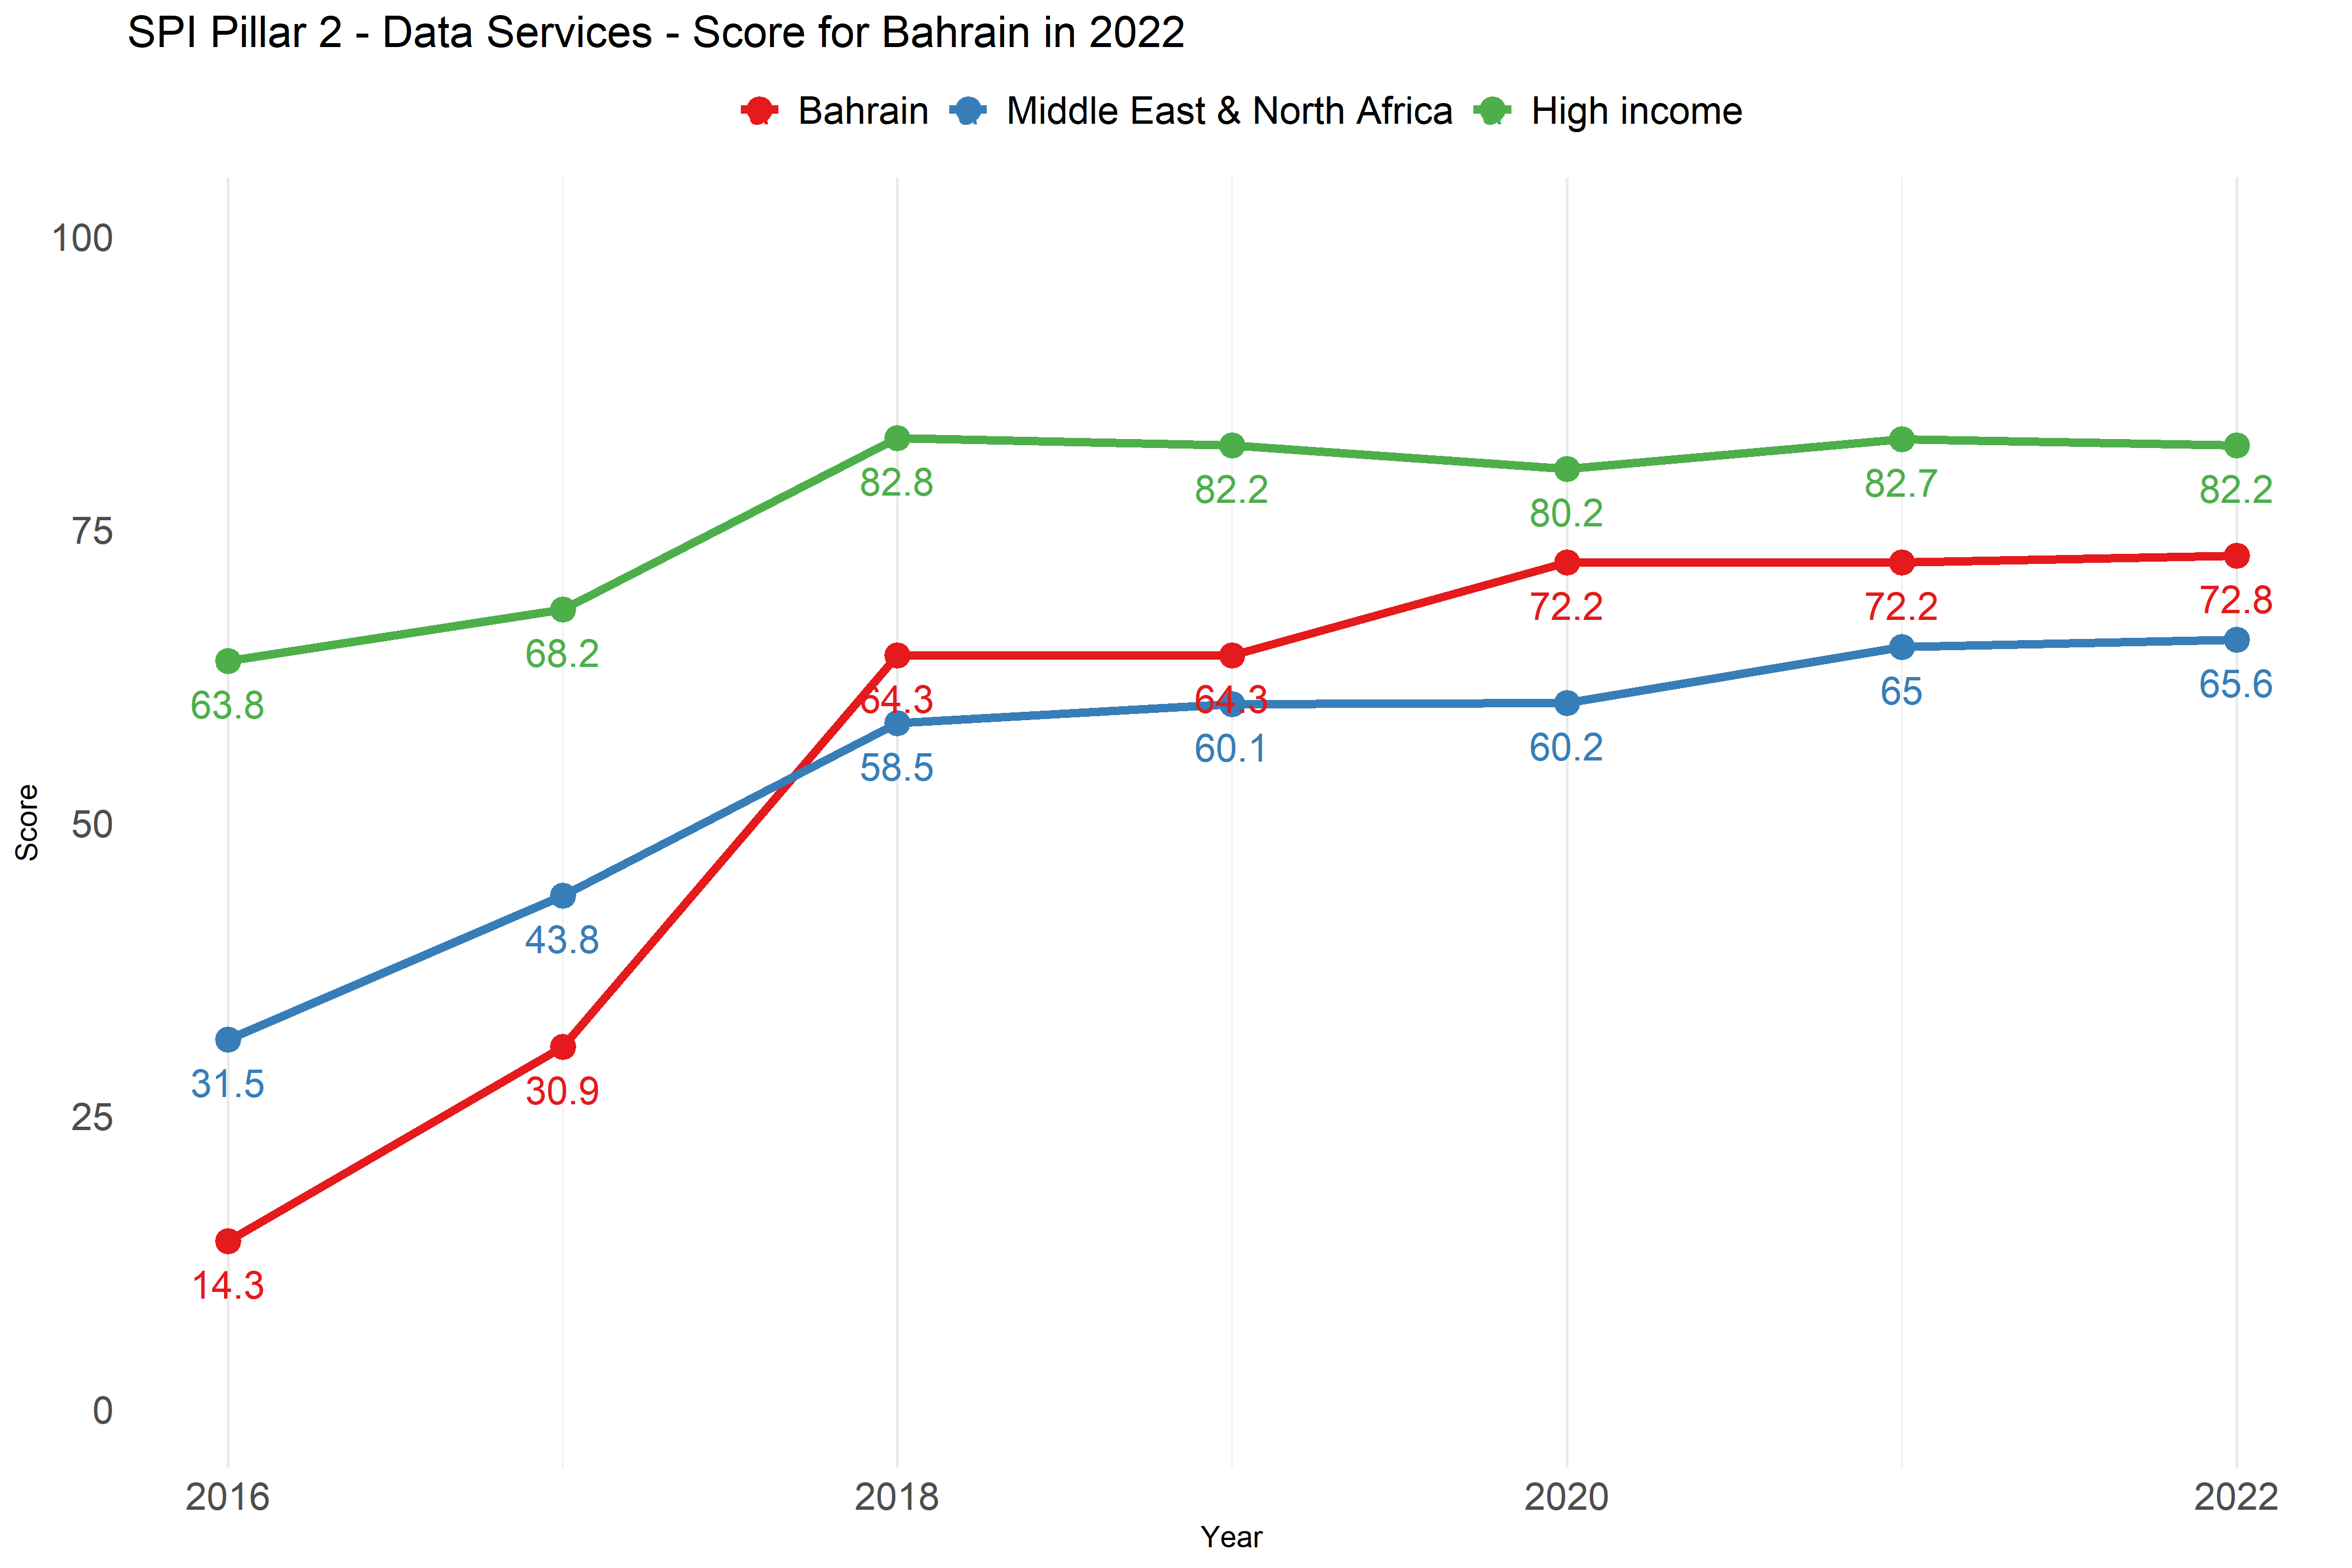 SPI Pillar 2 - Data Services - Score for Bahrain in 2022
Bahrain Middle East & North Africa High income
100
75
50
25
0
Score
63.8 68.2 82.8 82.2 80.2 82.7 82.2
14.3 30.9 64.3 64.3 72.2 72.2 72.8
31.5 43.8 58.5 60.1 60.2 65 65.6
2016 2018 2020 2022
Year